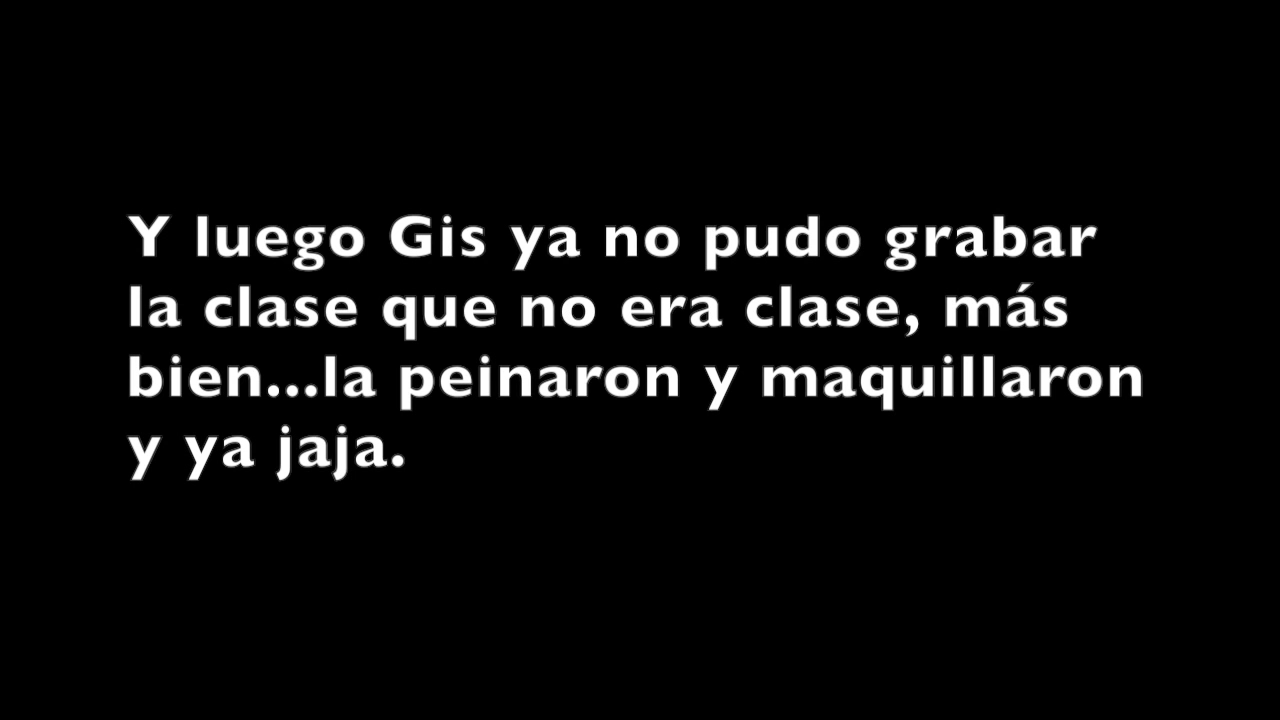 Y luego Gis ya no pudo grabar
la clase que no era clase, más
bien...la peinaron y maquillaron
y ya jaja.